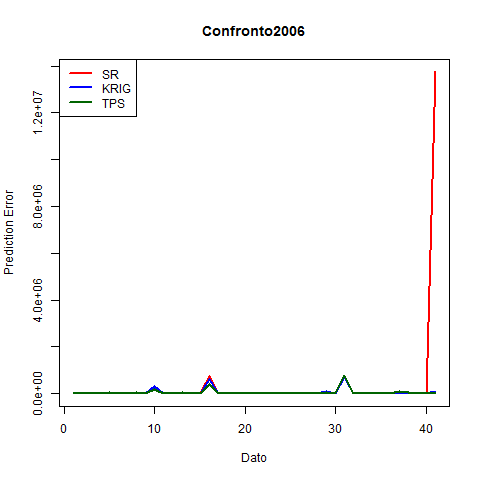 Confronto2006
SR
KRIG
TPS
Prediction Error
1.2e+07
8.0e+06
4.0e+06
0.0e+00
0 10 20 30 40
Dato